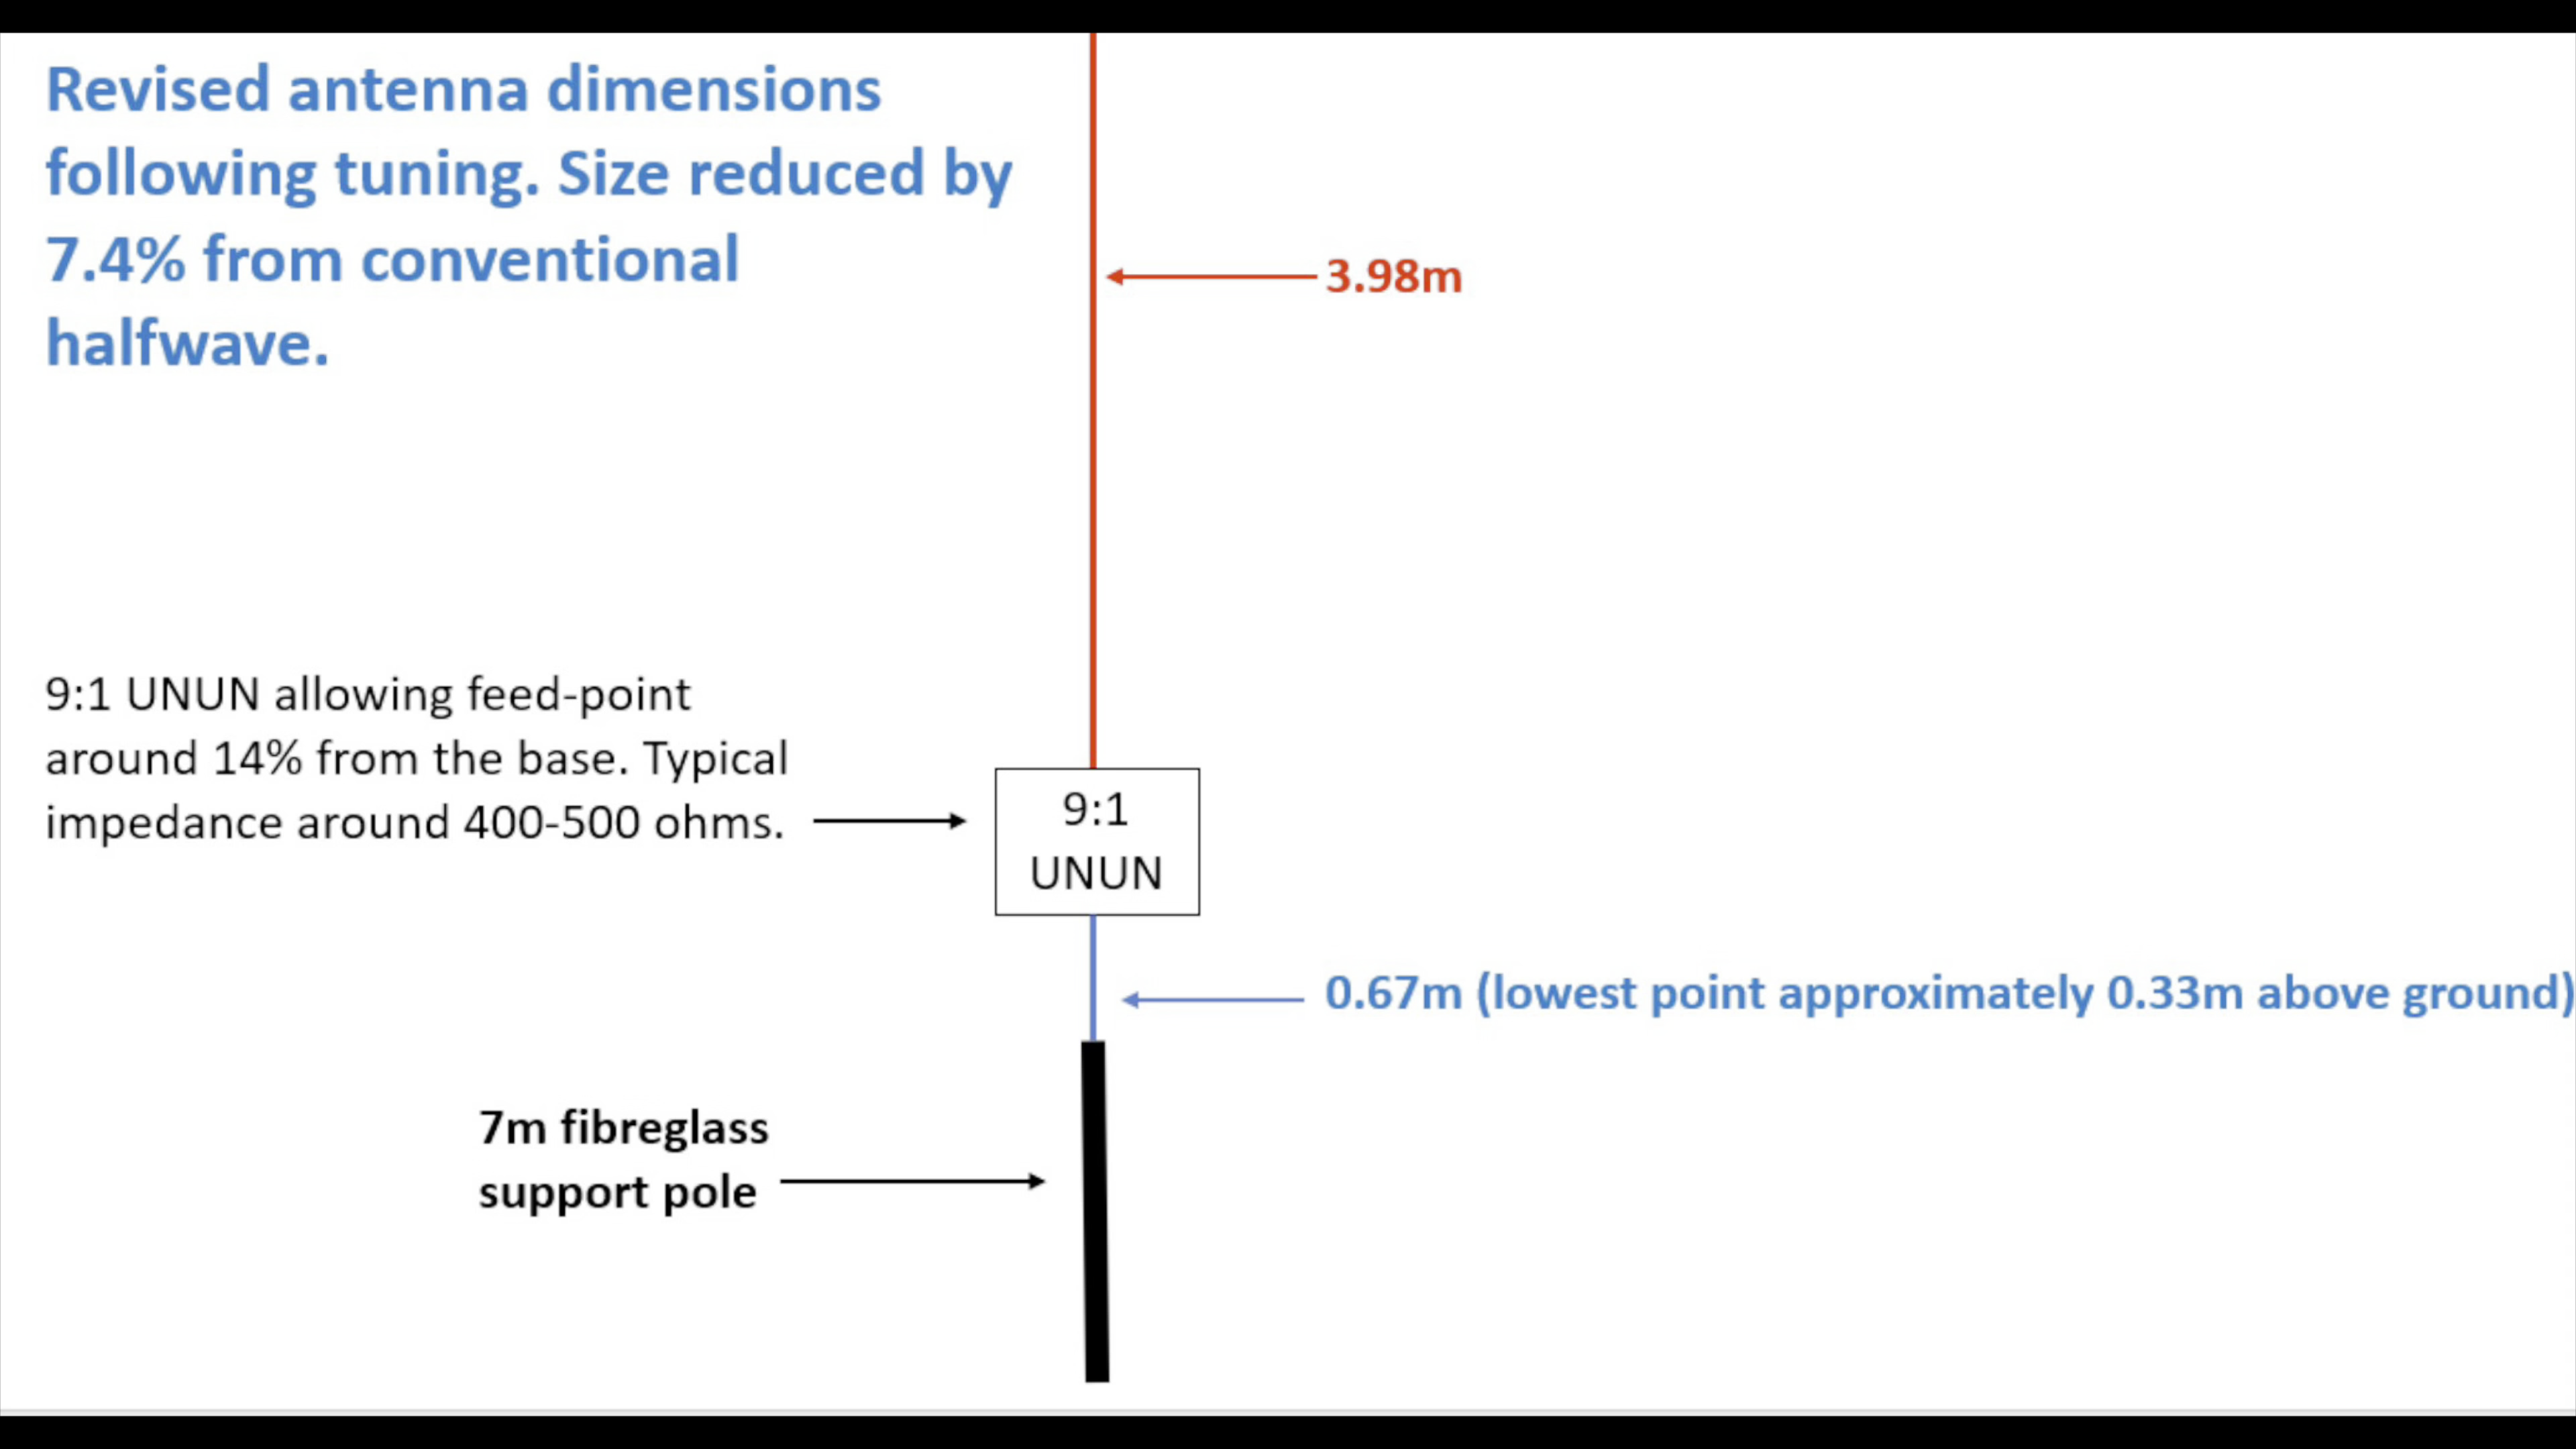 Revised antenna dimensions
following tuning. Size reduced by
7.4% from conventional
halfwave.
3.98m
9:1 UNUN allowing feed-point
around 14% from the base. Typical
impedance around 400-500 ohms.
9:1
UNUN
0.67m (lowest point approximately 0.33m above ground)
7m fibreglass
support pole